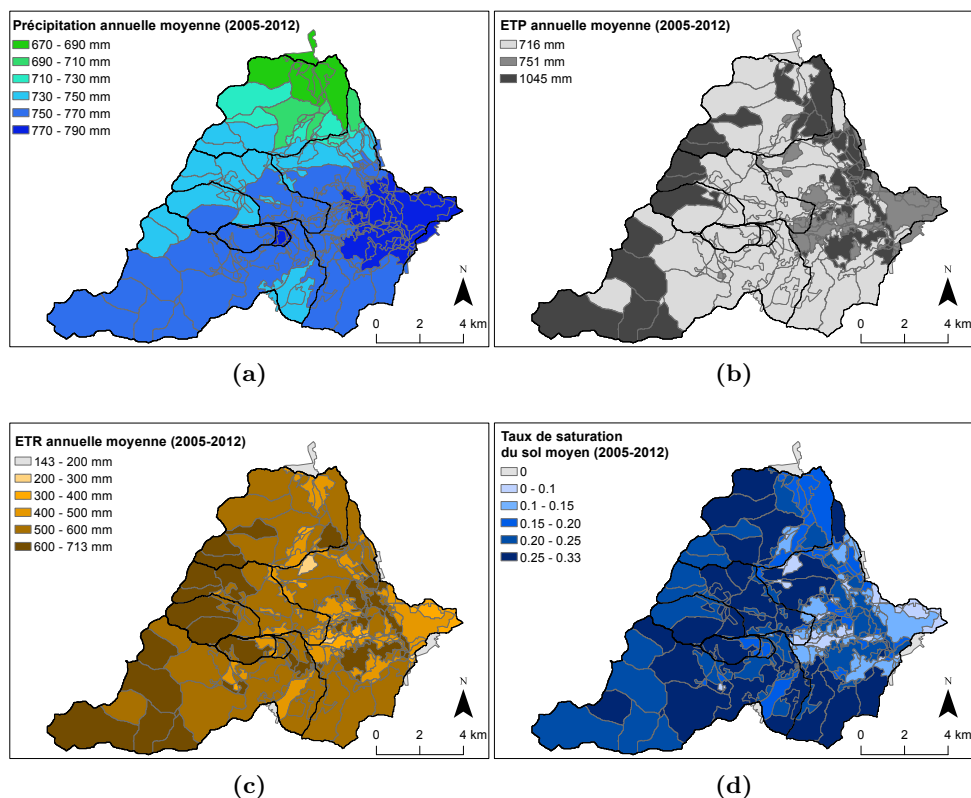 Précipitation annuelle moyenne (2005-2012)
670 - 690 mm
690 - 710 mm
710 - 730 mm
730 - 750 mm
750 - 770 mm
770 - 790 mm
N
0 2 4 km
(a)
ETP annuelle moyenne (2005-2012)
716 mm
751 mm
1045 mm
N
0 2 4 km
(b)
ETR annuelle moyenne (2005-2012)
143 - 200 mm
200 - 300 mm
300 - 400 mm
400 - 500 mm
500 - 600 mm
600 - 713 mm
N
0 2 4 km
(c)
Taux de saturation
du sol moyen (2005-2012)
0
0 - 0.1
0.1 - 0.15
0.15 - 0.20
0.20 - 0.25
0.25 - 0.33
N
0 2 4 km
(d)